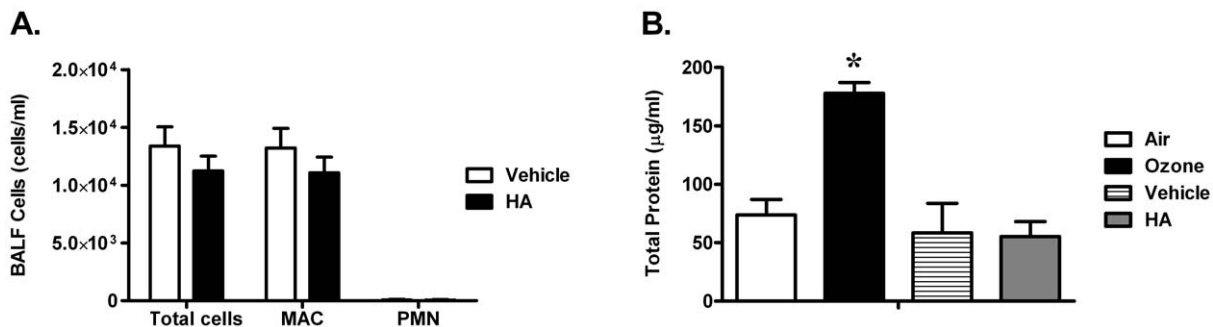 A.
BALF Cells (cells/ml)
2.0×10⁴
1.5×10⁴
1.0×10⁴
5.0×10³
0
Total cells MAC PMN
Vehicle
HA
B.
Total Protein (µg/ml)
200
150
100
50
0
*
Air
Ozone
Vehicle
HA